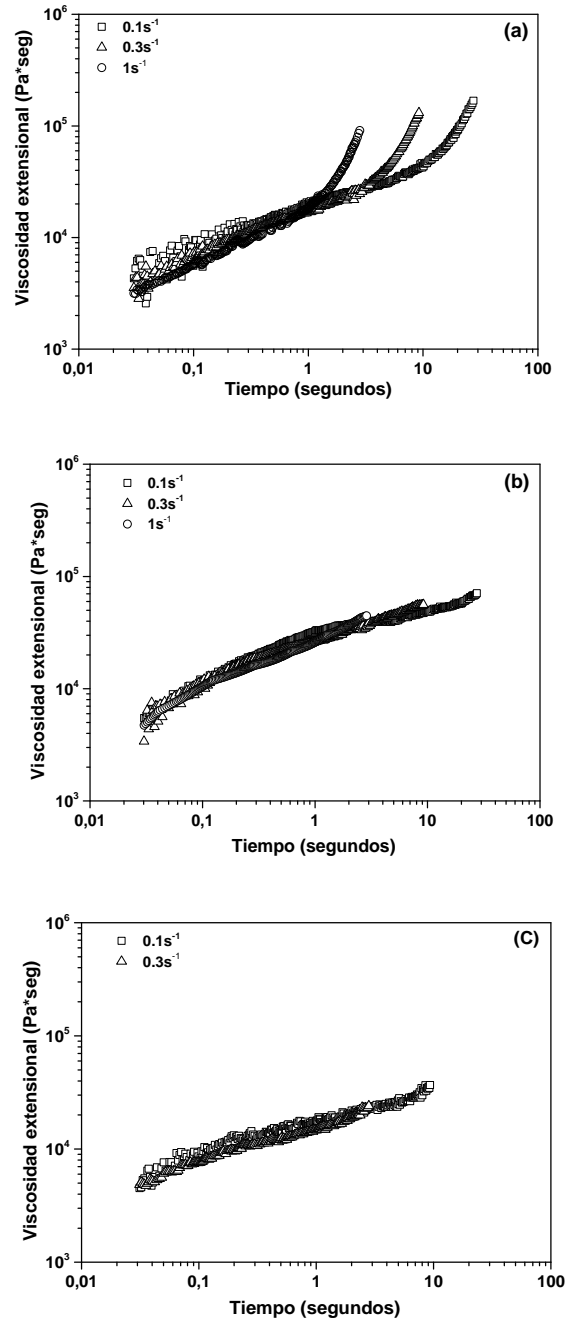 10⁶
0.1s⁻¹
(a)
0.3s⁻¹
1s⁻¹
10⁵
10⁴
10³
Viscosidad extensional (Pa*seg)
0,01 0,1 1 10 100
Tiempo (segundos)
10⁶
0.1s⁻¹
(b)
0.3s⁻¹
1s⁻¹
10⁵
10⁴
10³
Viscosidad extensional (Pa*seg)
0,01 0,1 1 10 100
Tiempo (segundos)
10⁶
0.1s⁻¹
(C)
0.3s⁻¹
10⁵
10⁴
10³
Viscosidad extensional (Pa*seg)
0,01 0,1 1 10 100
Tiempo (segundos)